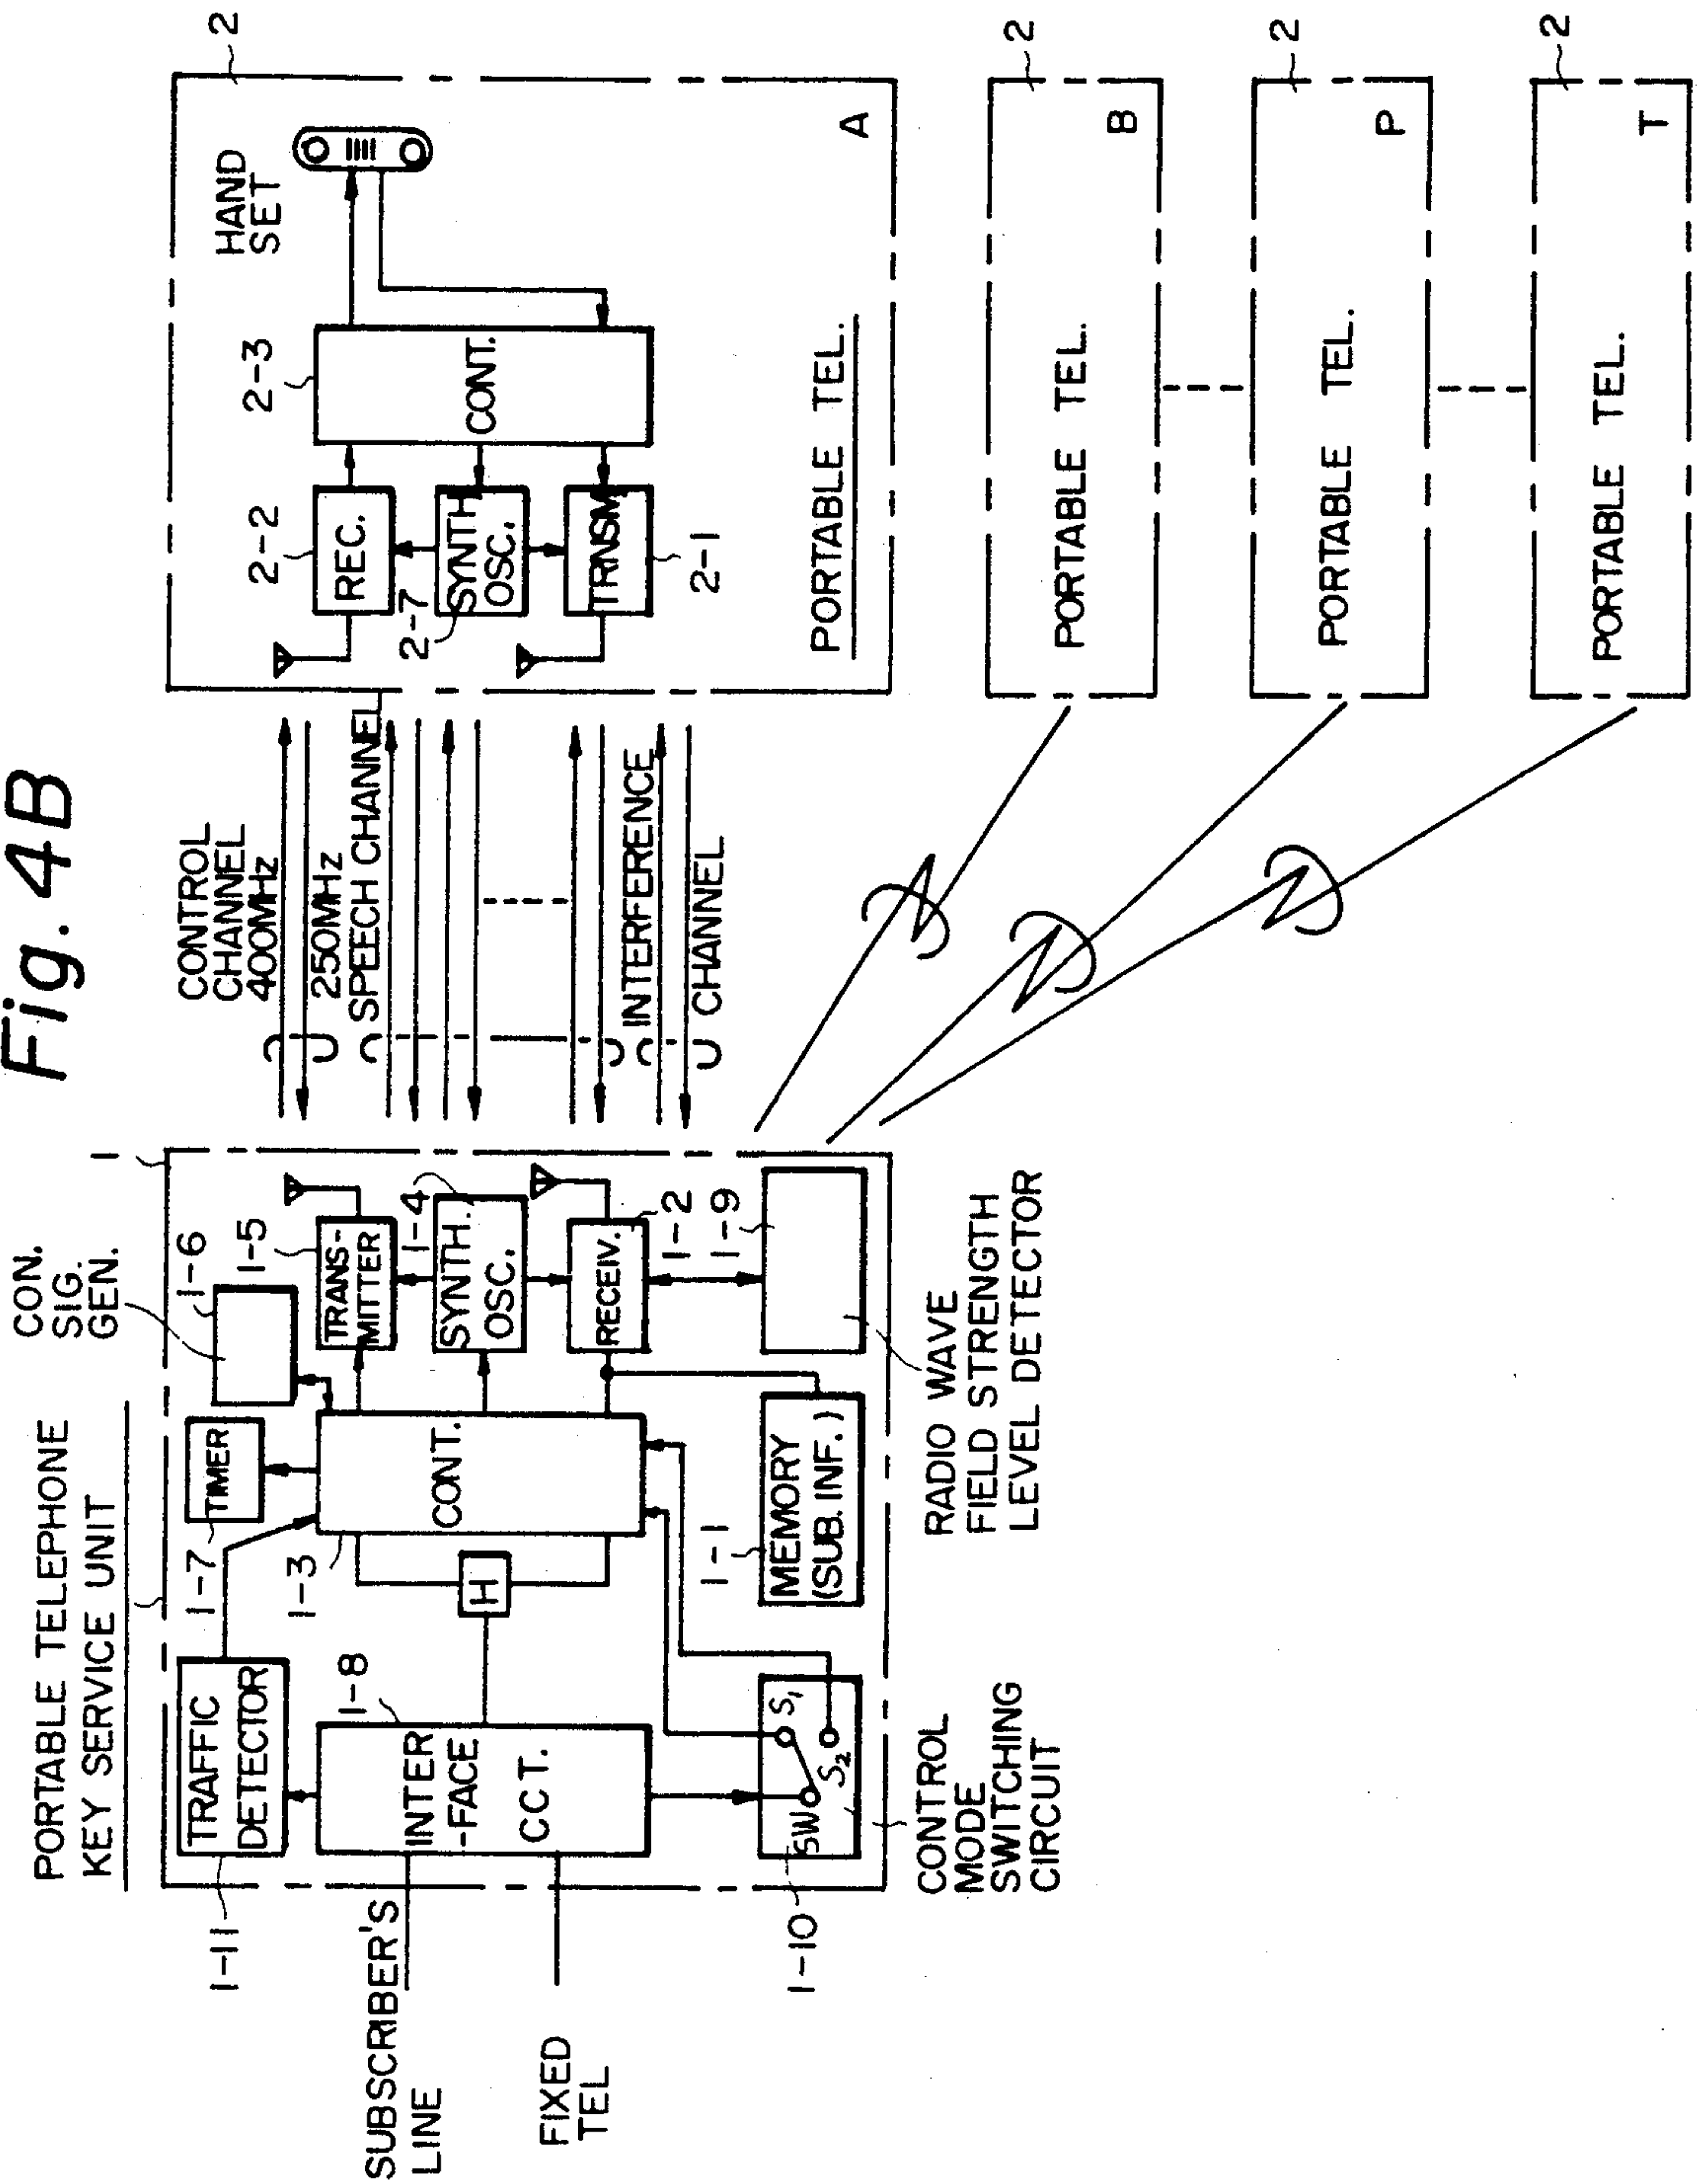 Fig. 4B
PORTABLE TELEPHONE
KEY SERVICE UNIT
CON.
SIG.
GEN.
1
1-11
TRAFFIC
DETECTOR
1-7
TIMER
1-6
1-5
TRANS-
MITTER
1-3
CONT.
1-4
SYNTH.
OSC.
H
1-8
INTER
-FACE
CCT.
RECEIV.
1-2
1-9
SUBSCRIBER'S
LINE
FIXED
TEL
1-10
SW
S1
S2
1-1
MEMORY
(SUB. INF.)
CONTROL
MODE
SWITCHING
CIRCUIT
RADIO WAVE
FIELD STRENGTH
LEVEL DETECTOR
CONTROL
CHANNEL
400MHz
250MHz
SPEECH CHANNEL
INTERFERENCE
CHANNEL
2
HAND
SET
2-3
CONT.
2-2
REC.
2-7
SYNTH
OSC.
TRNSM
2-1
PORTABLE TEL.
A
2
PORTABLE TEL.
B
2
PORTABLE TEL.
P
2
PORTABLE TEL.
T